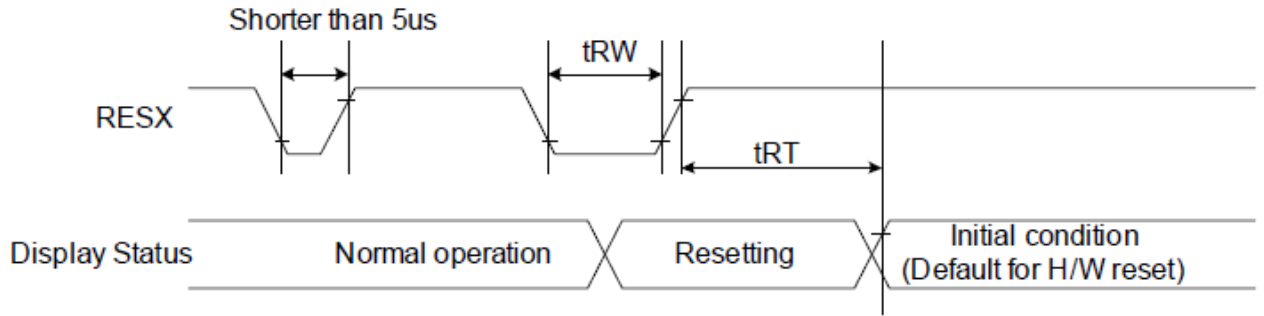 Shorter than 5us
tRW
RESX
tRT
Display Status
Normal operation
Resetting
Initial condition
(Default for H/W reset)